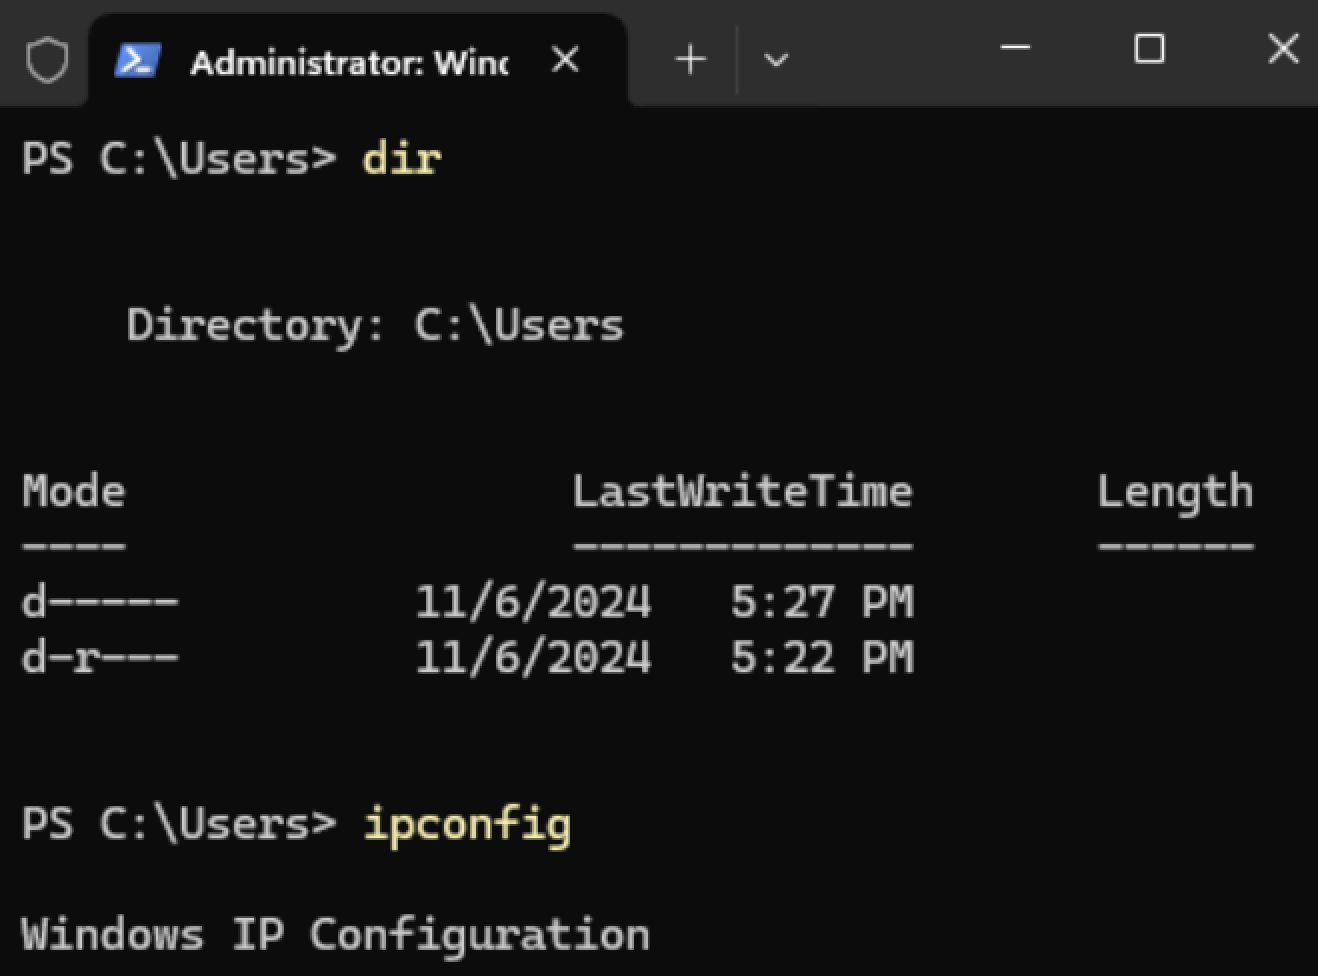 Administrator: Winc
PS C:\Users> dir
Directory: C:\Users
Mode LastWriteTime Length
---- ------------- ------
d----- 11/6/2024 5:27 PM
d-r--- 11/6/2024 5:22 PM
PS C:\Users> ipconfig
Windows IP Configuration